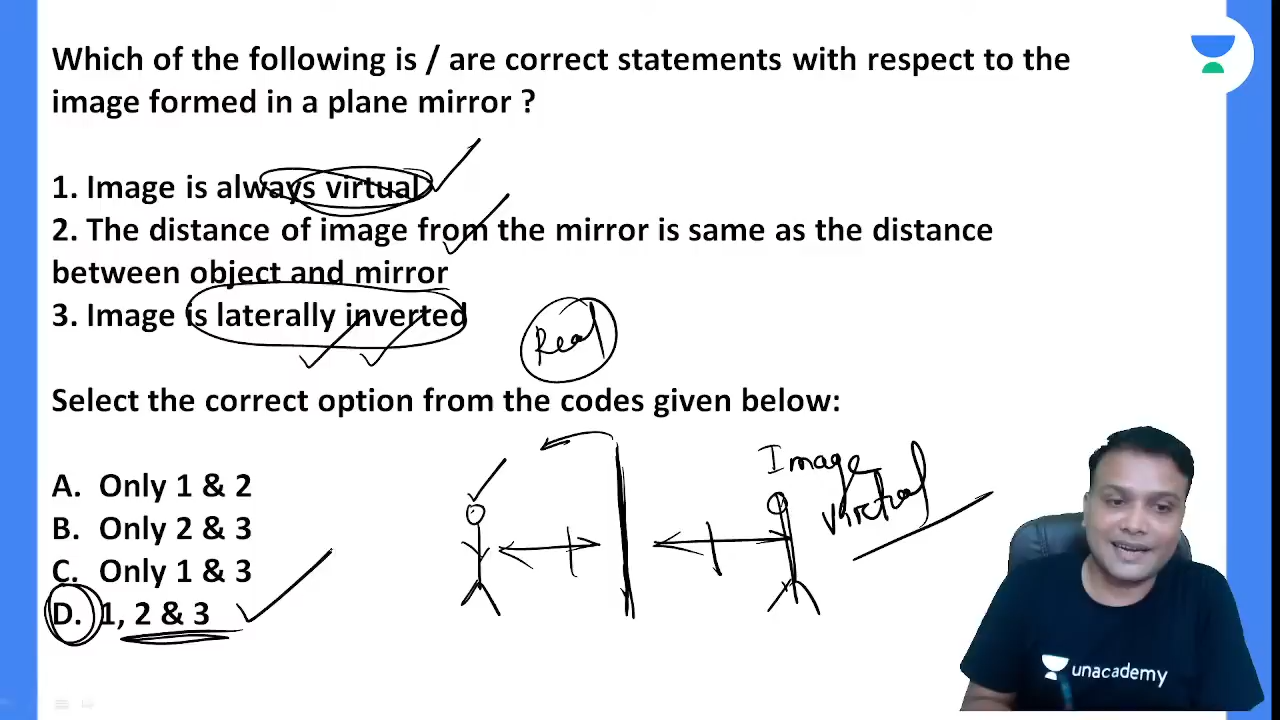 Which of the following is / are correct statements with respect to the
image formed in a plane mirror ?
1. Image is always virtual
2. The distance of image from the mirror is same as the distance
between object and mirror
3. Image is laterally inverted
Real
Select the correct option from the codes given below:
Image
virtual
A. Only 1 & 2
B. Only 2 & 3
C. Only 1 & 3
D. 1, 2 & 3
unacademy